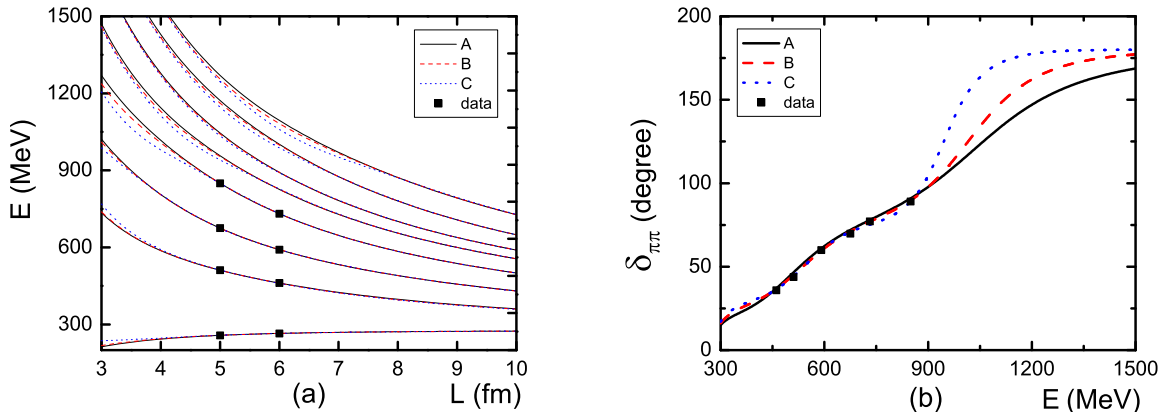 1500
1200
900
600
300
E (MeV)
A
B
C
data
3 4 5 6 7 8 9 10
(a)
L (fm)
200
150
100
50
0
δππ (degree)
A
B
C
data
300 600 900 1200 1500
(b)
E (MeV)